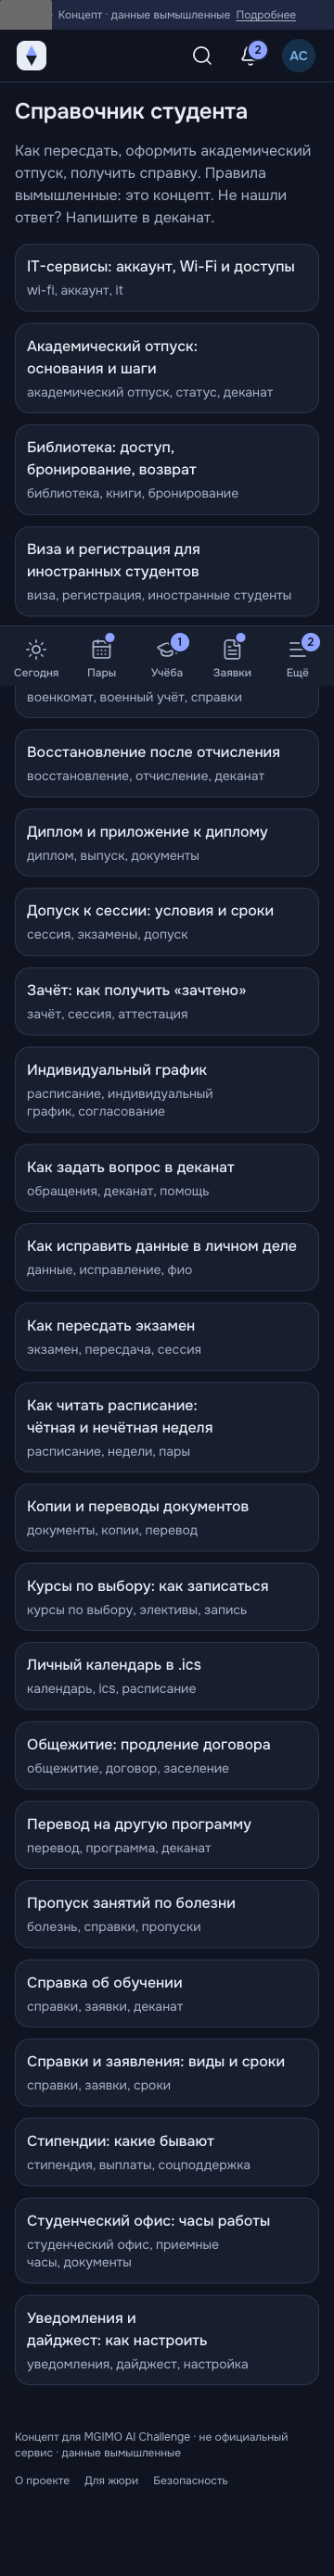 Концепт · данные вымышленные Подробнее
2
АС
Справочник студента
Как пересдать, оформить академический
отпуск, получить справку. Правила
вымышленные: это концепт. Не нашли
ответ? Напишите в деканат.
IT-сервисы: аккаунт, Wi-Fi и доступы
wi-fi, аккаунт, it
Академический отпуск:
основания и шаги
академический отпуск, статус, деканат
Библиотека: доступ,
бронирование, возврат
библиотека, книги, бронирование
Виза и регистрация для
иностранных студентов
виза, регистрация, иностранные студенты
1
2
Сегодня Пары Учёба Заявки Ещё
военкомат, военный учёт, справки
Восстановление после отчисления
восстановление, отчисление, деканат
Диплом и приложение к диплому
диплом, выпуск, документы
Допуск к сессии: условия и сроки
сессия, экзамены, допуск
Зачёт: как получить «зачтено»
зачёт, сессия, аттестация
Индивидуальный график
расписание, индивидуальный
график, согласование
Как задать вопрос в деканат
обращения, деканат, помощь
Как исправить данные в личном деле
данные, исправление, фио
Как пересдать экзамен
экзамен, пересдача, сессия
Как читать расписание:
чётная и нечётная неделя
расписание, недели, пары
Копии и переводы документов
документы, копии, перевод
Курсы по выбору: как записаться
курсы по выбору, элективы, запись
Личный календарь в .ics
календарь, ics, расписание
Общежитие: продление договора
общежитие, договор, заселение
Перевод на другую программу
перевод, программа, деканат
Пропуск занятий по болезни
болезнь, справки, пропуски
Справка об обучении
справки, заявки, деканат
Справки и заявления: виды и сроки
справки, заявки, сроки
Стипендии: какие бывают
стипендия, выплаты, соцподдержка
Студенческий офис: часы работы
студенческий офис, приемные
часы, документы
Уведомления и
дайджест: как настроить
уведомления, дайджест, настройка
Концепт для MGIMO AI Challenge · не официальный
сервис · данные вымышленные
О проекте Для жюри Безопасность